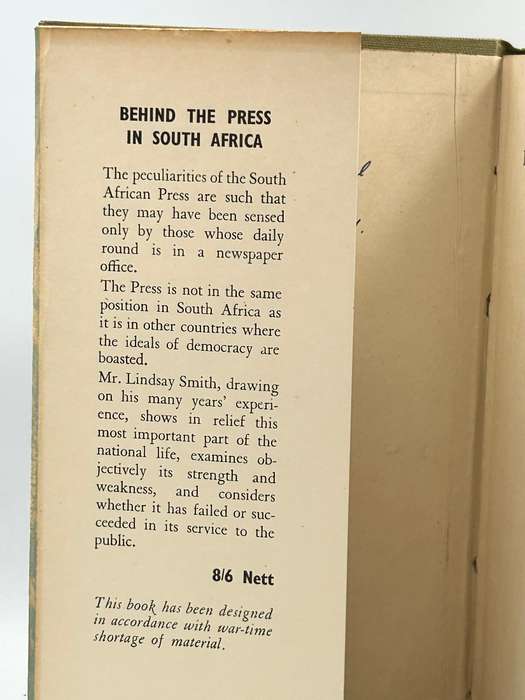 BEHIND THE PRESS
IN SOUTH AFRICA
The peculiarities of the South
African Press are such that
they may have been sensed
only by those whose daily
round is in a newspaper
office.
The Press is not in the same
position in South Africa as
it is in other countries where
the ideals of democracy are
boasted.
Mr. Lindsay Smith, drawing
on his many years' experi-
ence, shows in relief this
most important part of the
national life, examines ob-
jectively its strength and
weakness, and considers
whether it has failed or suc-
ceeded in its service to the
public.
8/6 Nett
This book has been designed
in accordance with war-time
shortage of material.